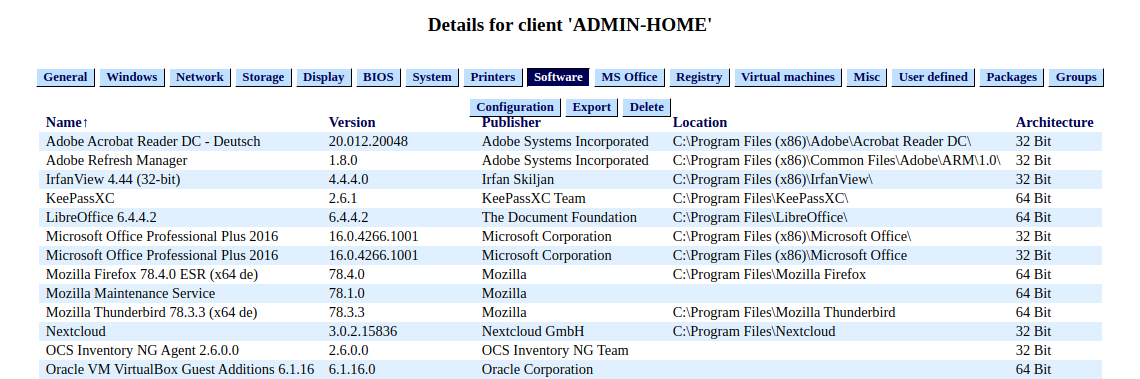 Details for client 'ADMIN-HOME'
General Windows Network Storage Display BIOS System Printers Software MS Office Registry Virtual machines Misc User defined Packages Groups
Configuration Export Delete
Name↑ Version Publisher Location Architecture
Adobe Acrobat Reader DC - Deutsch 20.012.20048 Adobe Systems Incorporated C:\Program Files (x86)\Adobe\Acrobat Reader DC\ 32 Bit
Adobe Refresh Manager 1.8.0 Adobe Systems Incorporated C:\Program Files (x86)\Common Files\Adobe\ARM\1.0\ 32 Bit
IrfanView 4.44 (32-bit) 4.4.4.0 Irfan Skiljan C:\Program Files (x86)\IrfanView\ 32 Bit
KeePassXC 2.6.1 KeePassXC Team C:\Program Files\KeePassXC\ 64 Bit
LibreOffice 6.4.4.2 6.4.4.2 The Document Foundation C:\Program Files\LibreOffice\ 64 Bit
Microsoft Office Professional Plus 2016 16.0.4266.1001 Microsoft Corporation C:\Program Files (x86)\Microsoft Office\ 32 Bit
Microsoft Office Professional Plus 2016 16.0.4266.1001 Microsoft Corporation C:\Program Files (x86)\Microsoft Office 32 Bit
Mozilla Firefox 78.4.0 ESR (x64 de) 78.4.0 Mozilla C:\Program Files\Mozilla Firefox 64 Bit
Mozilla Maintenance Service 78.1.0 Mozilla 64 Bit
Mozilla Thunderbird 78.3.3 (x64 de) 78.3.3 Mozilla C:\Program Files\Mozilla Thunderbird 64 Bit
Nextcloud 3.0.2.15836 Nextcloud GmbH C:\Program Files\Nextcloud 32 Bit
OCS Inventory NG Agent 2.6.0.0 2.6.0.0 OCS Inventory NG Team 32 Bit
Oracle VM VirtualBox Guest Additions 6.1.16 6.1.16.0 Oracle Corporation 64 Bit